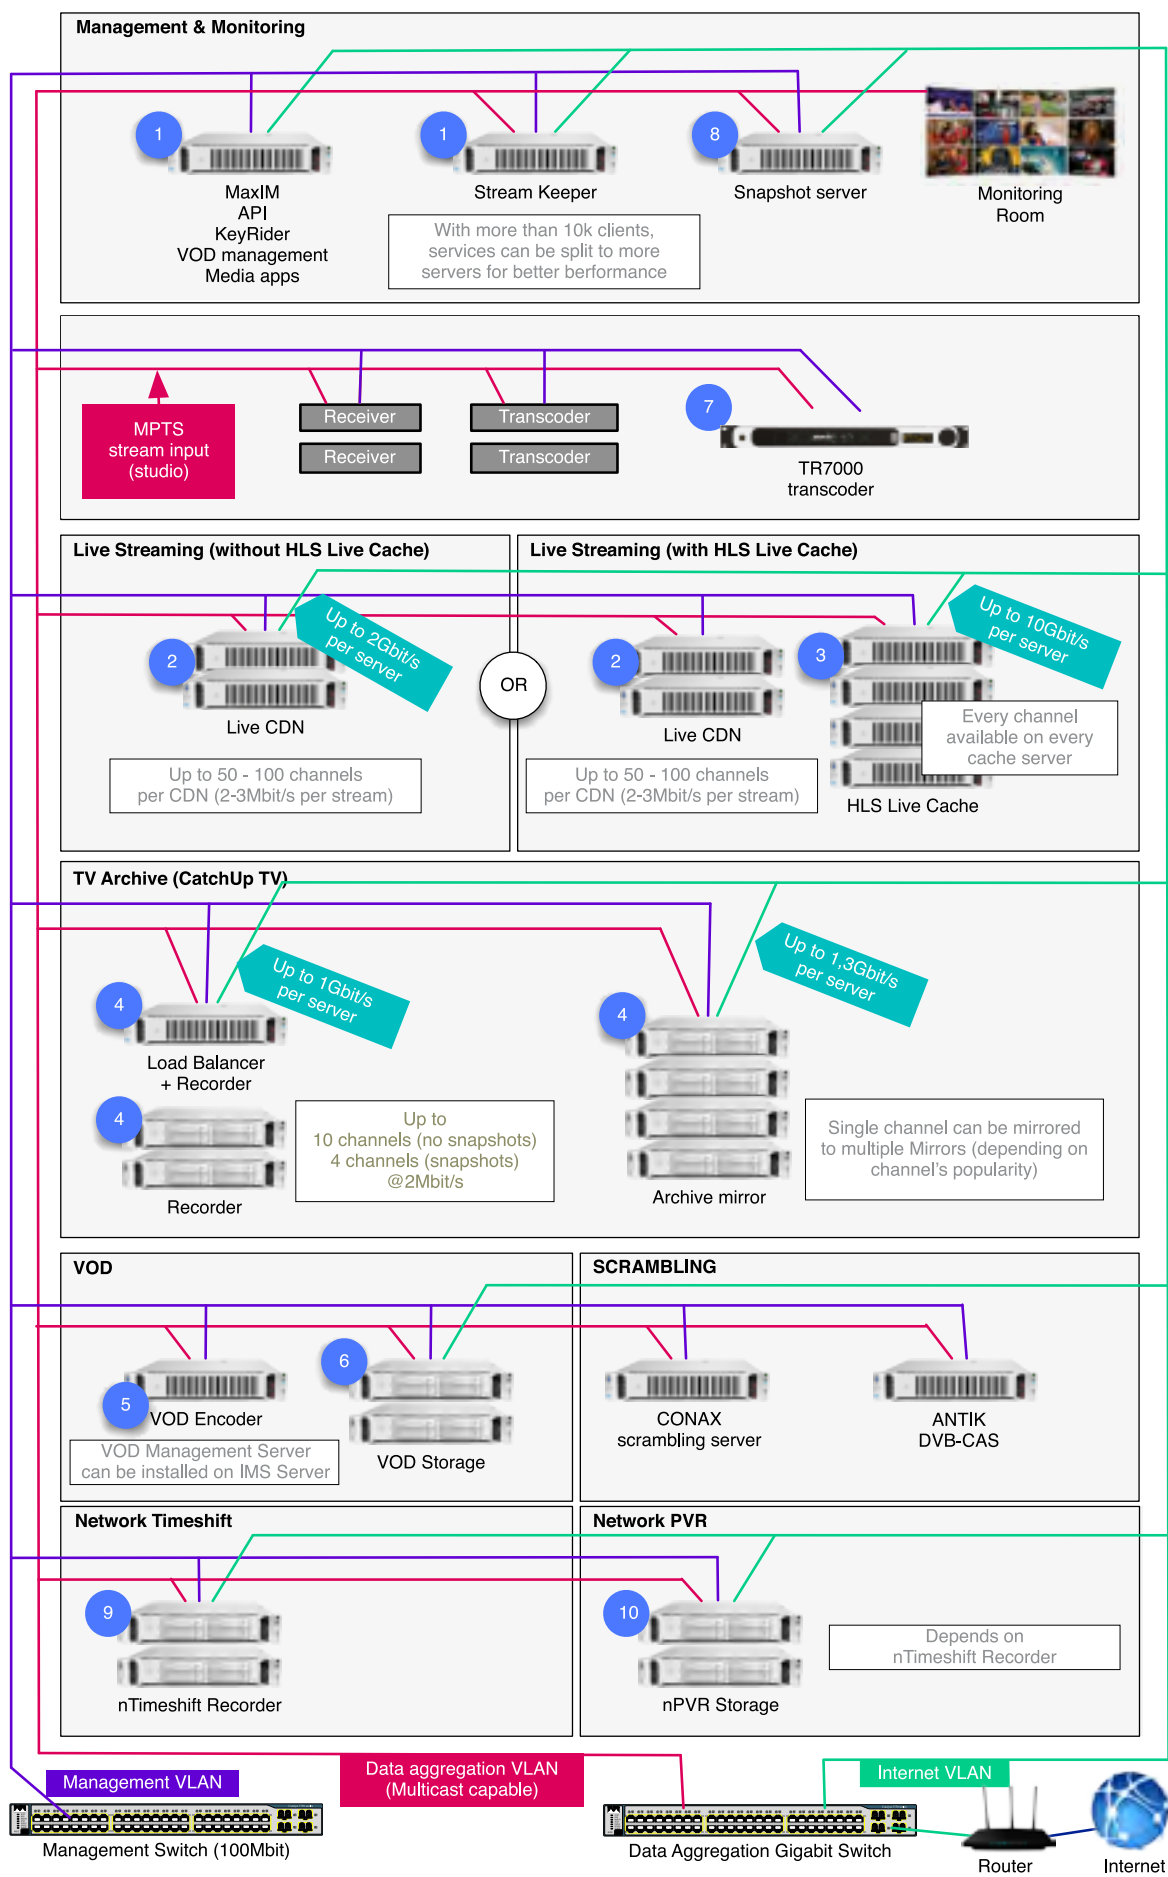 Management & Monitoring
1
1
8
MaxIM
API
KeyRider
VOD management
Media apps
Stream Keeper
With more than 10k clients,
services can be split to more
servers for better berformance
Snapshot server
Monitoring
Room
MPTS
stream input
(studio)
Receiver
Receiver
Transcoder
Transcoder
7
TR7000
transcoder
Live Streaming (without HLS Live Cache)
Up to 2Gbit/s
per server
2
Live CDN
Up to 50 - 100 channels
per CDN (2-3Mbit/s per stream)
OR
Live Streaming (with HLS Live Cache)
2
Live CDN
Up to 50 - 100 channels
per CDN (2-3Mbit/s per stream)
3
Up to 10Gbit/s
per server
Every channel
available on every
cache server
HLS Live Cache
TV Archive (CatchUp TV)
Up to 1Gbit/s
per server
4
Load Balancer
+ Recorder
4
Recorder
Up to
10 channels (no snapshots)
4 channels (snapshots)
@2Mbit/s
Up to 1,3Gbit/s
per server
4
Archive mirror
Single channel can be mirrored
to multiple Mirrors (depending on
channel's popularity)
VOD
5
VOD Encoder
VOD Management Server
can be installed on IMS Server
6
VOD Storage
SCRAMBLING
CONAX
scrambling server
ANTIK
DVB-CAS
Network Timeshift
9
nTimeshift Recorder
Network PVR
10
nPVR Storage
Depends on
nTimeshift Recorder
Management VLAN
Data aggregation VLAN
(Multicast capable)
Internet VLAN
Management Switch (100Mbit)
Data Aggregation Gigabit Switch
Router
Internet